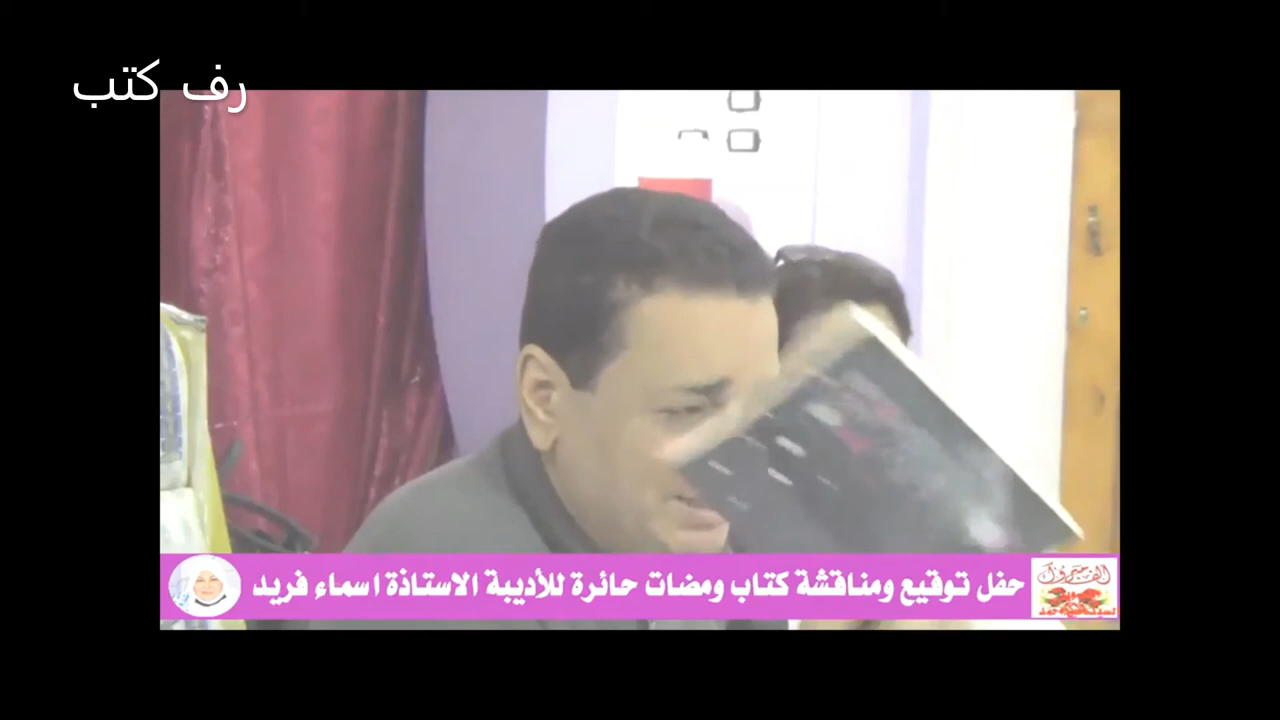 رف كتب
حفل توقيع ومناقشة كتاب ومضات حائرة للأديبة الاستاذة اسماء فريد